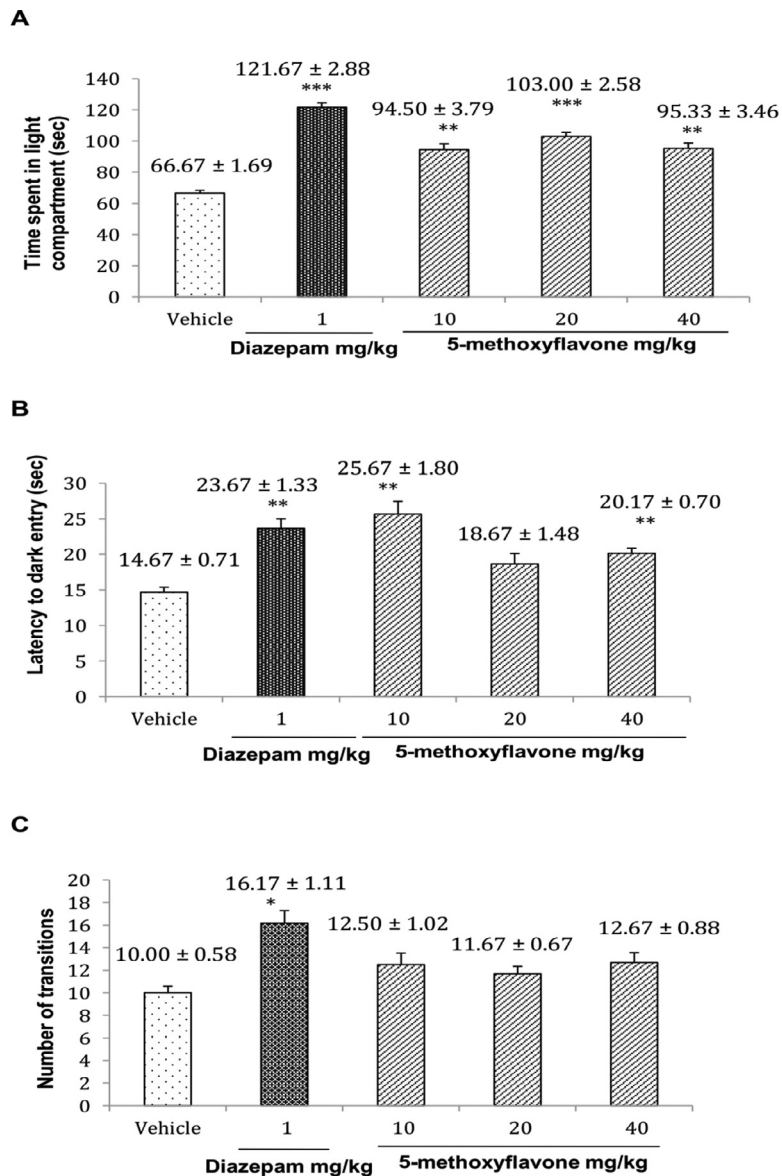 A
121.67 ± 2.88
***
94.50 ± 3.79
**
103.00 ± 2.58
***
95.33 ± 3.46
**
66.67 ± 1.69
Time spent in light
compartment (sec)
140
120
100
80
60
40
20
0
Vehicle 1 10 20 40
Diazepam mg/kg 5-methoxyflavone mg/kg
B
23.67 ± 1.33
**
25.67 ± 1.80
**
18.67 ± 1.48
20.17 ± 0.70
**
14.67 ± 0.71
Latency to dark entry (sec)
30
25
20
15
10
5
0
Vehicle 1 10 20 40
Diazepam mg/kg 5-methoxyflavone mg/kg
C
16.17 ± 1.11
*
12.50 ± 1.02
11.67 ± 0.67
12.67 ± 0.88
10.00 ± 0.58
Number of transitions
20
18
16
14
12
10
8
6
4
2
0
Vehicle 1 10 20 40
Diazepam mg/kg 5-methoxyflavone mg/kg